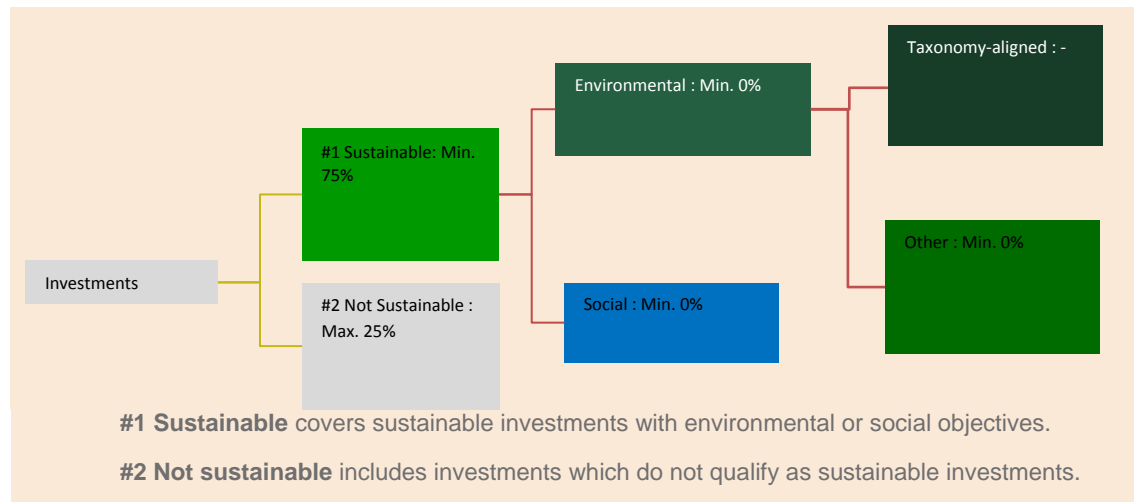 Taxonomy-aligned : -
Environmental : Min. 0%
#1 Sustainable: Min.
75%
Other : Min. 0%
Investments
#2 Not Sustainable :
Max. 25%
Social : Min. 0%
#1 Sustainable covers sustainable investments with environmental or social objectives.
#2 Not sustainable includes investments which do not qualify as sustainable investments.